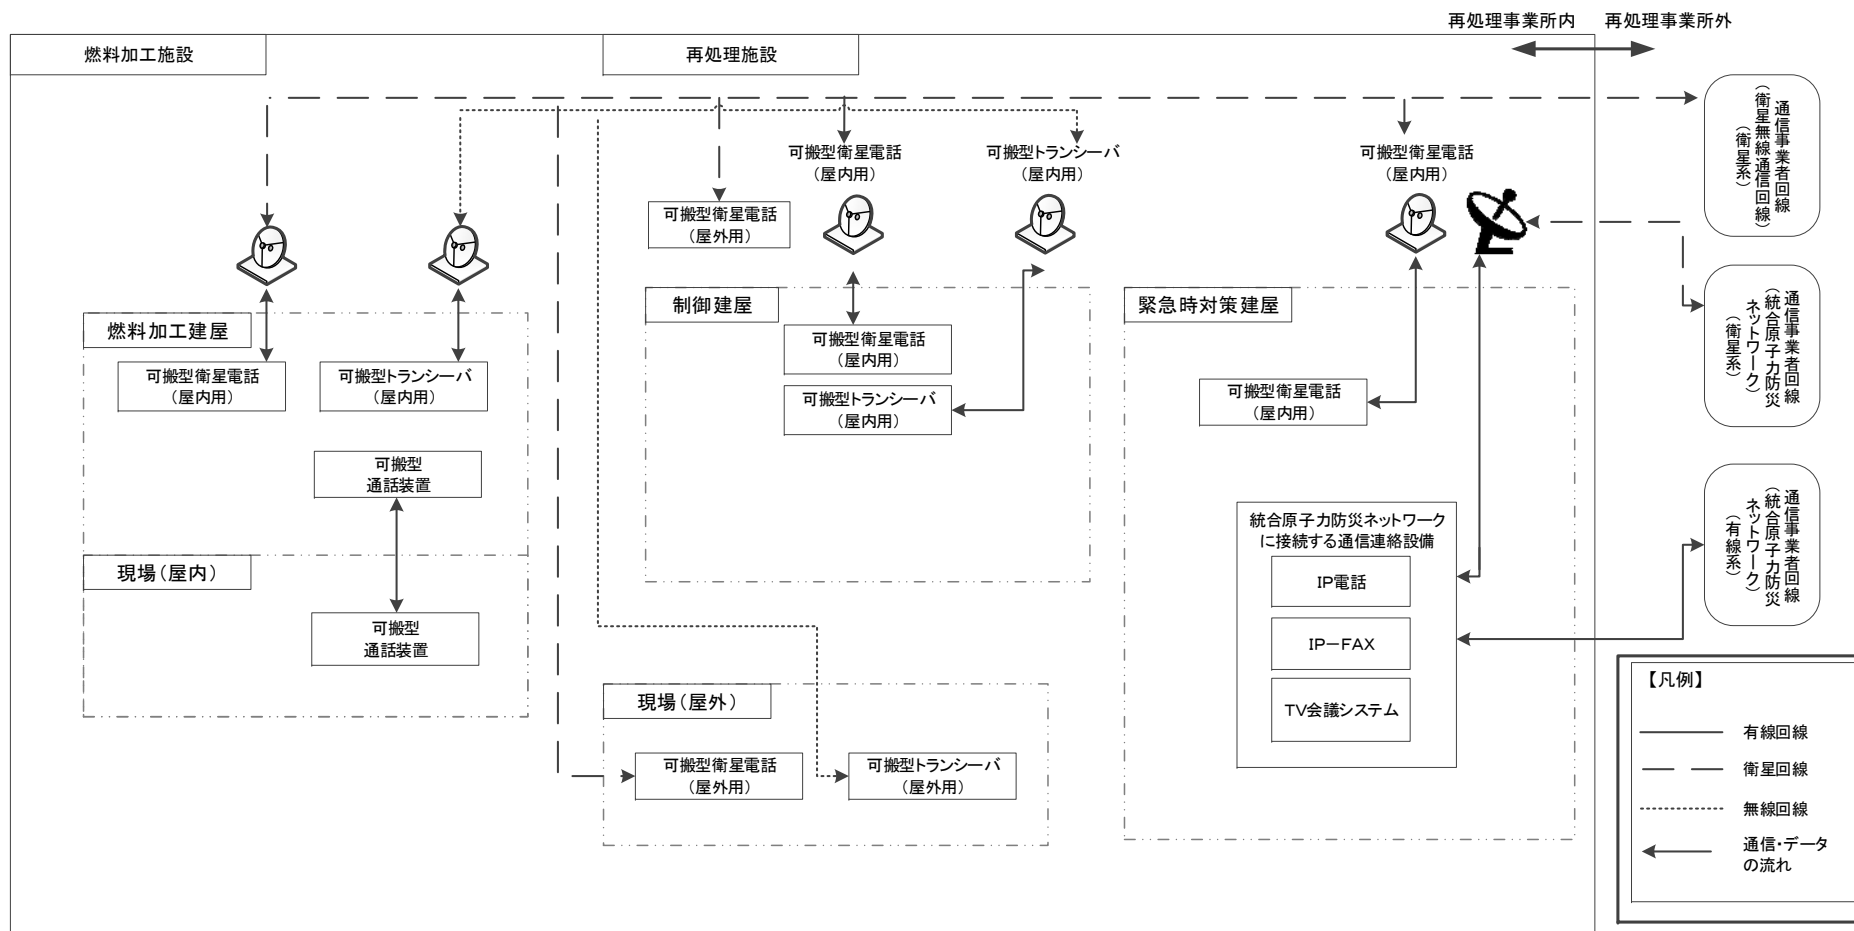 再処理事業所内
再処理事業所外
燃料加工施設
再処理施設
可搬型衛星電話
（屋内用）
可搬型トランシーバ
（屋内用）
可搬型衛星電話
（屋内用）
可搬型衛星電話
（屋外用）
燃料加工建屋
可搬型衛星電話
（屋内用）
可搬型トランシーバ
（屋内用）
可搬型
通話装置
現場（屋内）
可搬型
通話装置
制御建屋
可搬型衛星電話
（屋内用）
可搬型トランシーバ
（屋内用）
現場（屋外）
可搬型衛星電話
（屋外用）
可搬型トランシーバ
（屋外用）
緊急時対策建屋
可搬型衛星電話
（屋内用）
統合原子力防災ネットワーク
に接続する通信連絡設備
IP電話
IP－FAX
TV会議システム
通信事業者回線
（衛星無線通信回線）
（衛星系）
通信事業者回線
（統合原子力防災
ネットワーク）
（衛星系）
通信事業者回線
（統合原子力防災
ネットワーク）
（有線系）
【凡例】
有線回線
衛星回線
無線回線
通信・データ
の流れ